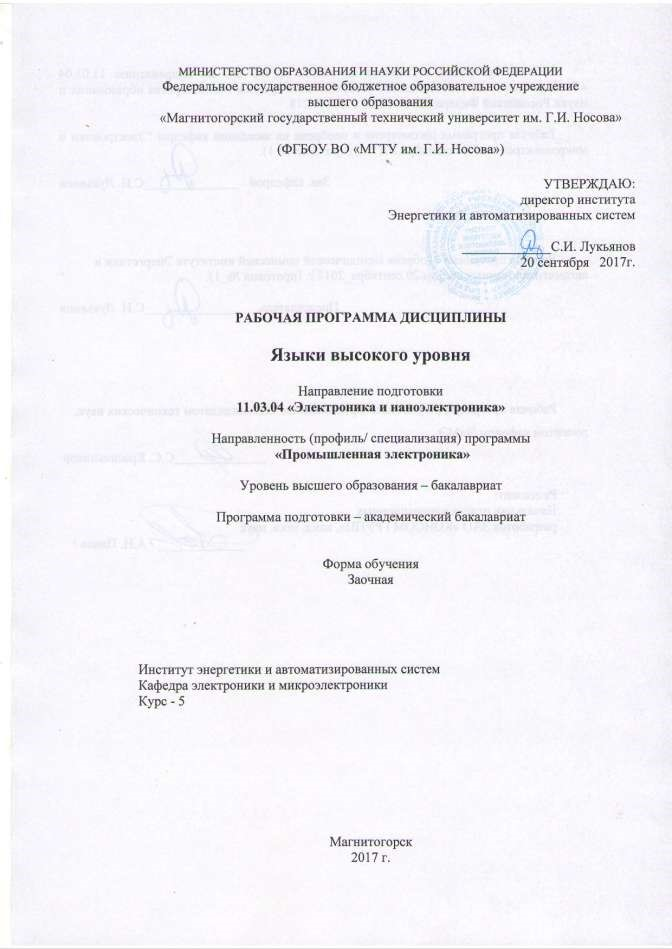 МИНИСТЕРСТВО ОБРАЗОВАНИЯ И НАУКИ РОССИЙСКОЙ ФЕДЕРАЦИИ
Федеральное государственное бюджетное образовательное учреждение
высшего образования
«Магнитогорский государственный технический университет им. Г.И. Носова»
(ФГБОУ ВО «МГТУ им. Г.И. Носова»)
УТВЕРЖДАЮ:
директор института
Энергетики и автоматизированных систем
С.И. Лукьянов
20 сентября 2017г.
РАБОЧАЯ ПРОГРАММА ДИСЦИПЛИНЫ
Языки высокого уровня
Направление подготовки
11.03.04 «Электроника и наноэлектроника»
Направленность (профиль/ специализация) программы
«Промышленная электроника»
Уровень высшего образования – бакалавриат
Программа подготовки – академический бакалавриат
Форма обучения
Заочная
Институт энергетики и автоматизированных систем
Кафедра электроники и микроэлектроники
Курс - 5
Магнитогорск
2017 г.